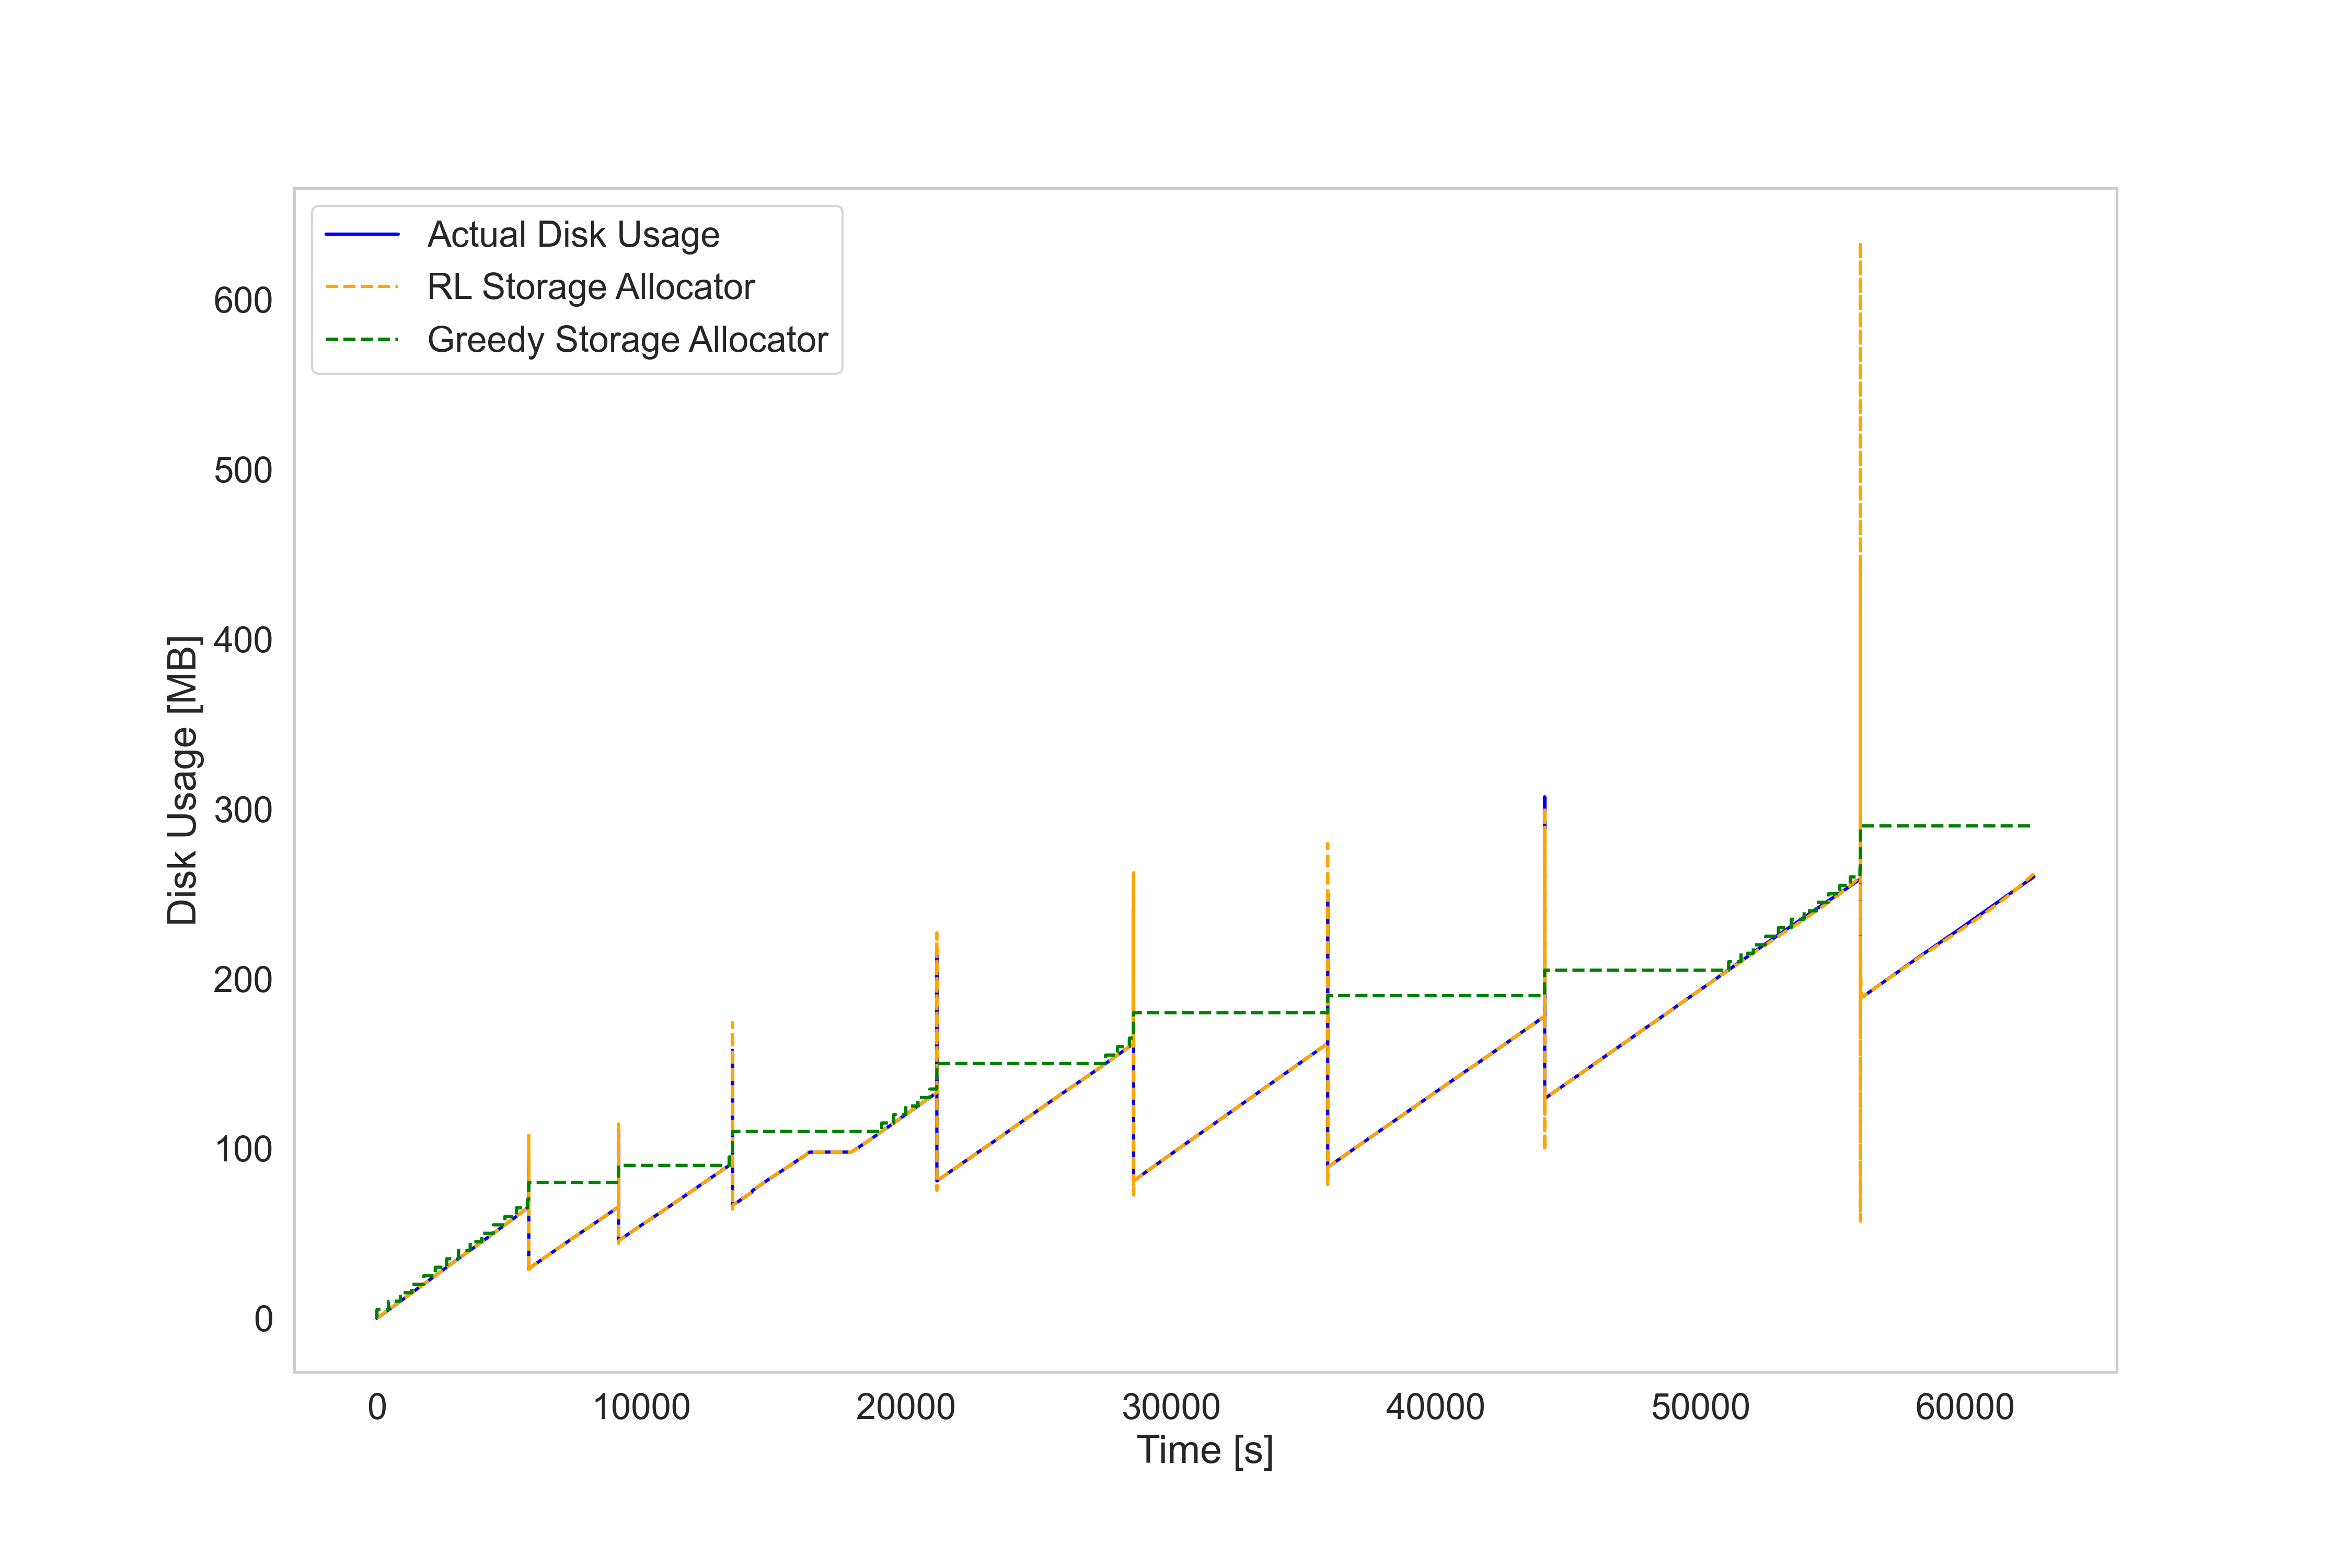 Actual Disk Usage
RL Storage Allocator
Greedy Storage Allocator
600
500
400
300
200
100
0
Disk Usage [MB]
0 10000 20000 30000 40000 50000 60000
Time [s]